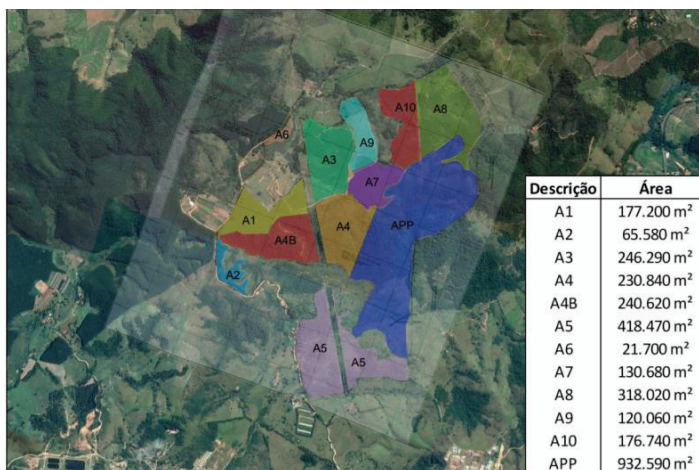 A10
A8
A6
A9
A3
A7
A1
A4
APP
A4B
A2
A5
A5
Descrição Área
A1 177.200 m²
A2 65.580 m²
A3 246.290 m²
A4 230.840 m²
A4B 240.620 m²
A5 418.470 m²
A6 21.700 m²
A7 130.680 m²
A8 318.020 m²
A9 120.060 m²
A10 176.740 m²
APP 932.590 m²